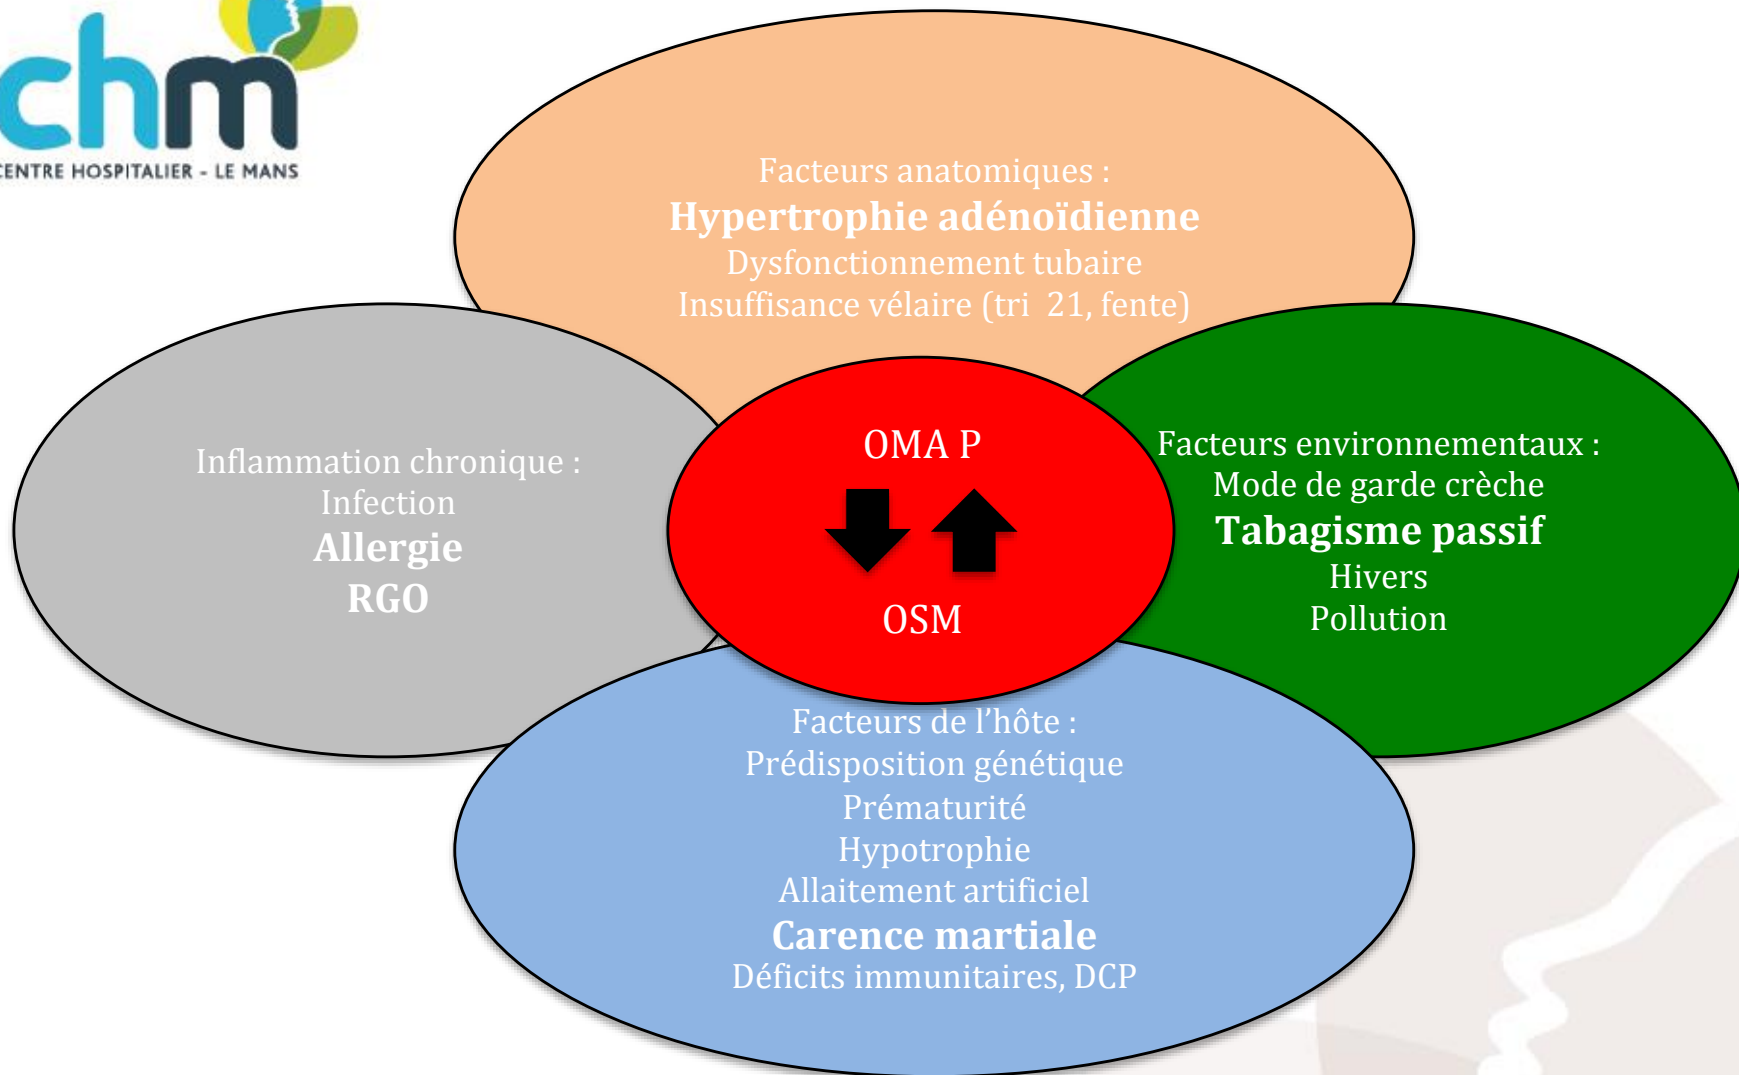 chm
CENTRE HOSPITALIER - LE MANS
Facteurs anatomiques :
Hypertrophie adénoïdienne
Dysfonctionnement tubaire
Insuffisance vélaire (tri 21, fente)
Inflammation chronique :
Infection
Allergie
RGO
OMA P
OSM
Facteurs environnementaux :
Mode de garde crèche
Tabagisme passif
Hivers
Pollution
Facteurs de l’hôte :
Prédisposition génétique
Prématurité
Hypotrophie
Allaitement artificiel
Carence martiale
Déficits immunitaires, DCP